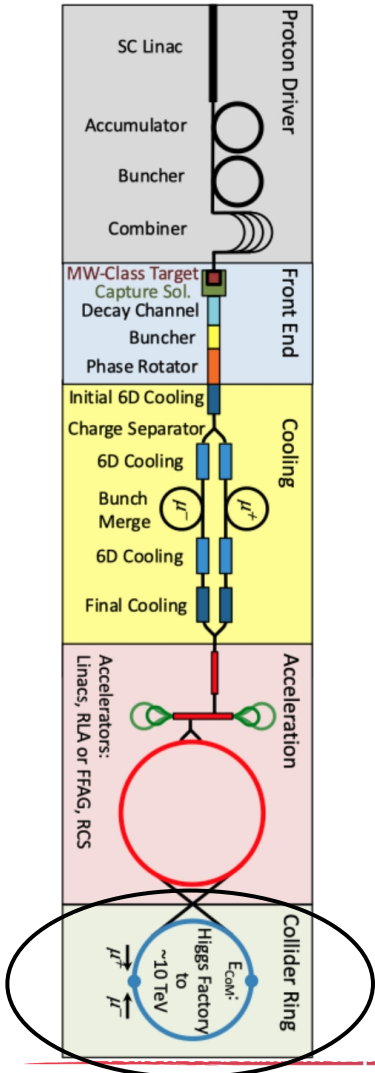 Proton Driver
SC Linac
Accumulator
Buncher
Combiner
Front End
MW-Class Target
Capture Sol.
Decay Channel
Buncher
Phase Rotator
Cooling
Initial 6D Cooling
Charge Separator
6D Cooling
Bunch
Merge
μ⁻
μ⁺
6D Cooling
Final Cooling
Acceleration
Accelerators:
Linacs, RLA or FFAG, RCS
Collider Ring
E_CoM:
Higgs Factory
to
~10 TeV
μ⁺
μ⁻